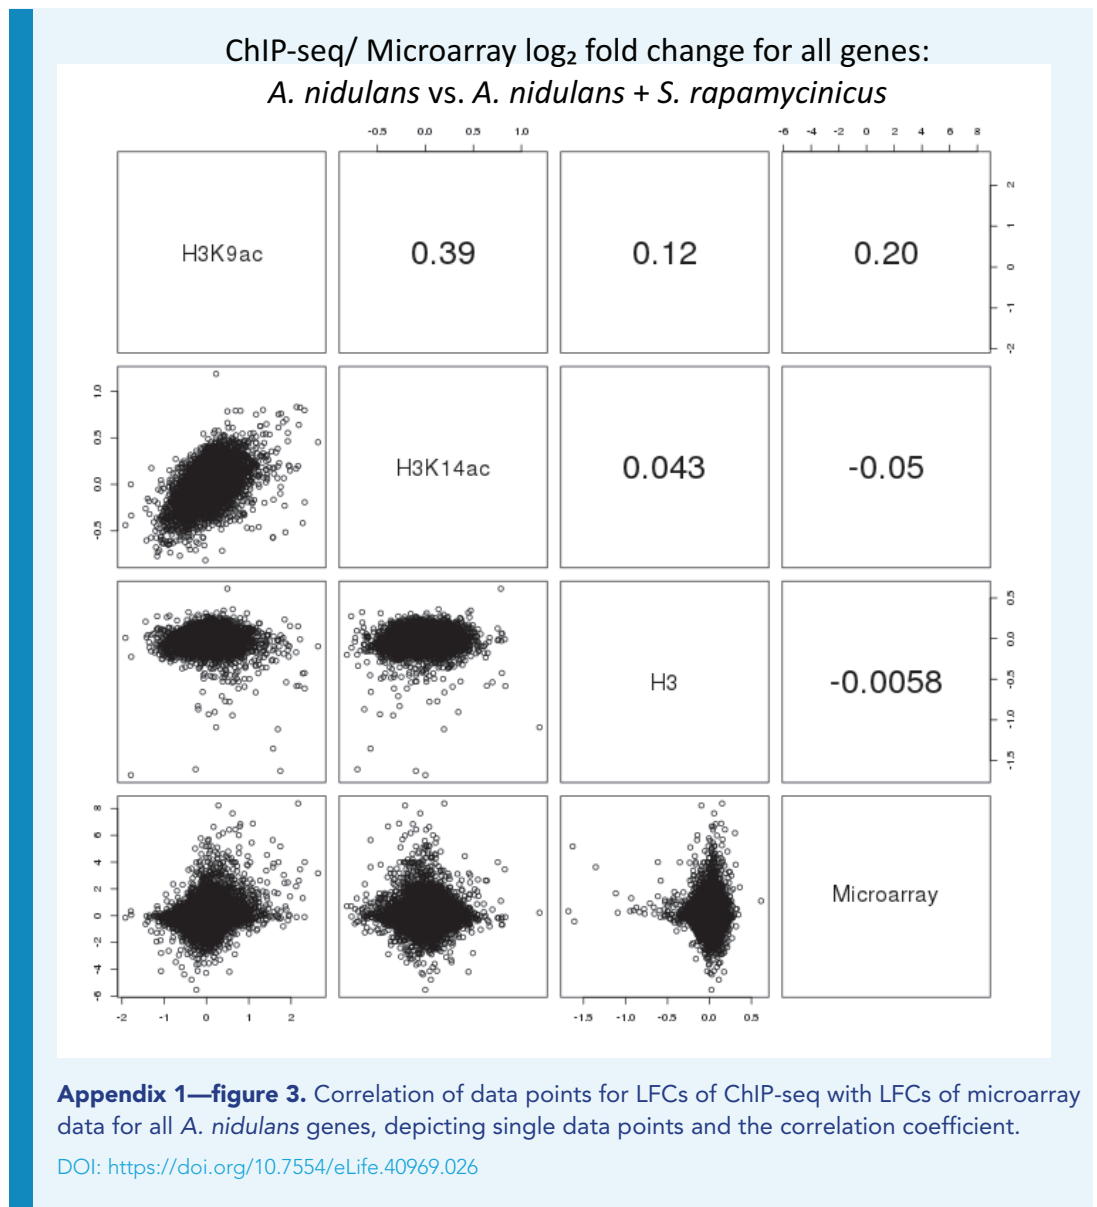 ChIP-seq/ Microarray log₂ fold change for all genes:
A. nidulans vs. A. nidulans + S. rapamycinicus
-0.5 0.0 0.5 1.0
-6 -4 -2 0 2 4 6 8
H3K9ac
0.39
0.12
0.20
2
1
0
-1
-2
1.0
0.5
0.0
-0.5
H3K14ac
0.043
-0.05
H3
-0.0058
0.5
0.0
-0.5
-1.0
-1.5
8
6
4
2
0
-2
-4
-6
Microarray
-2 -1 0 1 2
-1.5 -1.0 -0.5 0.0 0.5
Appendix 1—figure 3. Correlation of data points for LFCs of ChIP-seq with LFCs of microarray
data for all A. nidulans genes, depicting single data points and the correlation coefficient.
DOI: https://doi.org/10.7554/eLife.40969.026